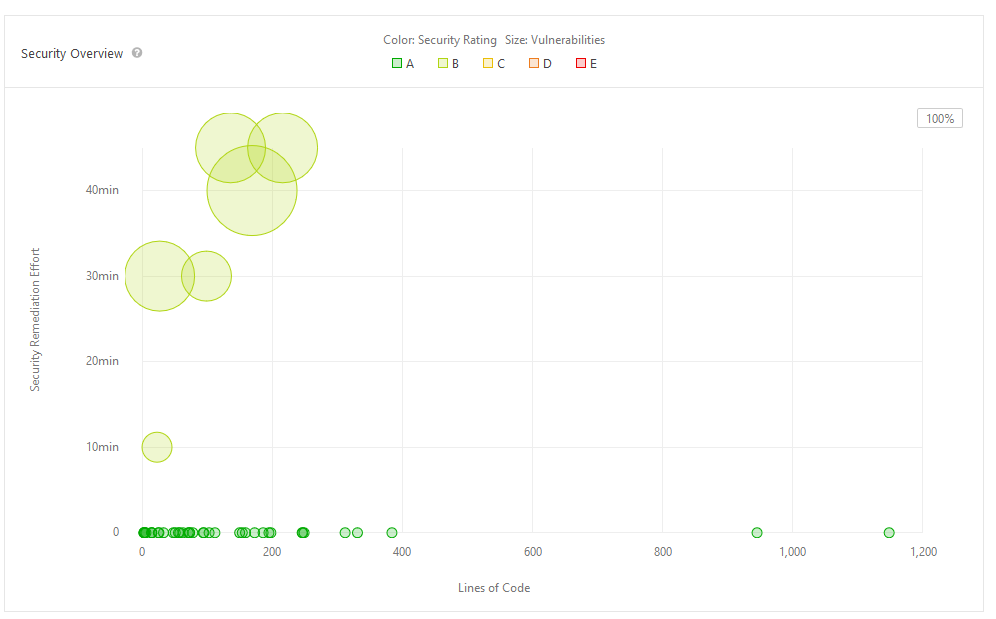 Color: Security Rating Size: Vulnerabilities
Security Overview ?
A B C D E
100%
40min
30min
20min
10min
0
Security Remediation Effort
0 200 400 600 800 1,000 1,200
Lines of Code